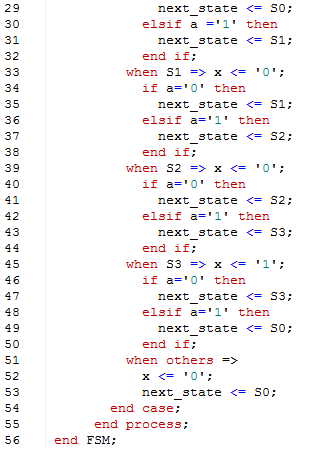 29 next_state <= S0;
30 elsif a ='1' then
31 next_state <= S1;
32 end if;
33 when S1 => x <= '0';
34 if a='0' then
35 next_state <= S1;
36 elsif a='1' then
37 next_state <= S2;
38 end if;
39 when S2 => x <= '0';
40 if a='0' then
41 next_state <= S2;
42 elsif a='1' then
43 next_state <= S3;
44 end if;
45 when S3 => x <= '1';
46 if a='0' then
47 next_state <= S3;
48 elsif a='1' then
49 next_state <= S0;
50 end if;
51 when others =>
52 x <= '0';
53 next_state <= S0;
54 end case;
55 end process;
56 end FSM;